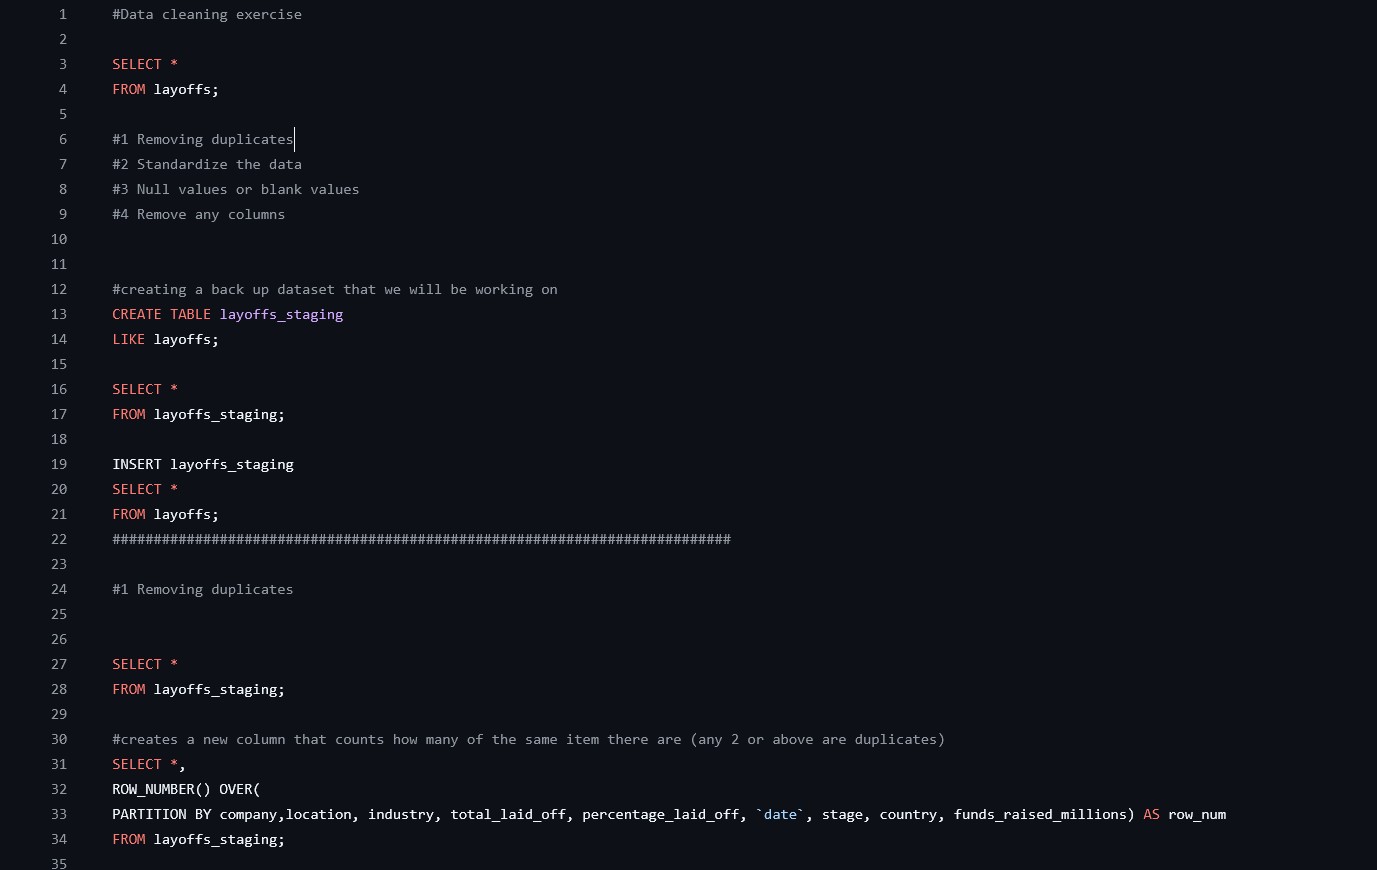 1 #Data cleaning exercise
2
3 SELECT *
4 FROM layoffs;
5
6 #1 Removing duplicates
7 #2 Standardize the data
8 #3 Null values or blank values
9 #4 Remove any columns
10
11
12 #creating a back up dataset that we will be working on
13 CREATE TABLE layoffs_staging
14 LIKE layoffs;
15
16 SELECT *
17 FROM layoffs_staging;
18
19 INSERT layoffs_staging
20 SELECT *
21 FROM layoffs;
22 ###########################################################################
23
24 #1 Removing duplicates
25
26
27 SELECT *
28 FROM layoffs_staging;
29
30 #creates a new column that counts how many of the same item there are (any 2 or above are duplicates)
31 SELECT *,
32 ROW_NUMBER() OVER(
33 PARTITION BY company,location, industry, total_laid_off, percentage_laid_off, `date`, stage, country, funds_raised_millions) AS row_num
34 FROM layoffs_staging;
35